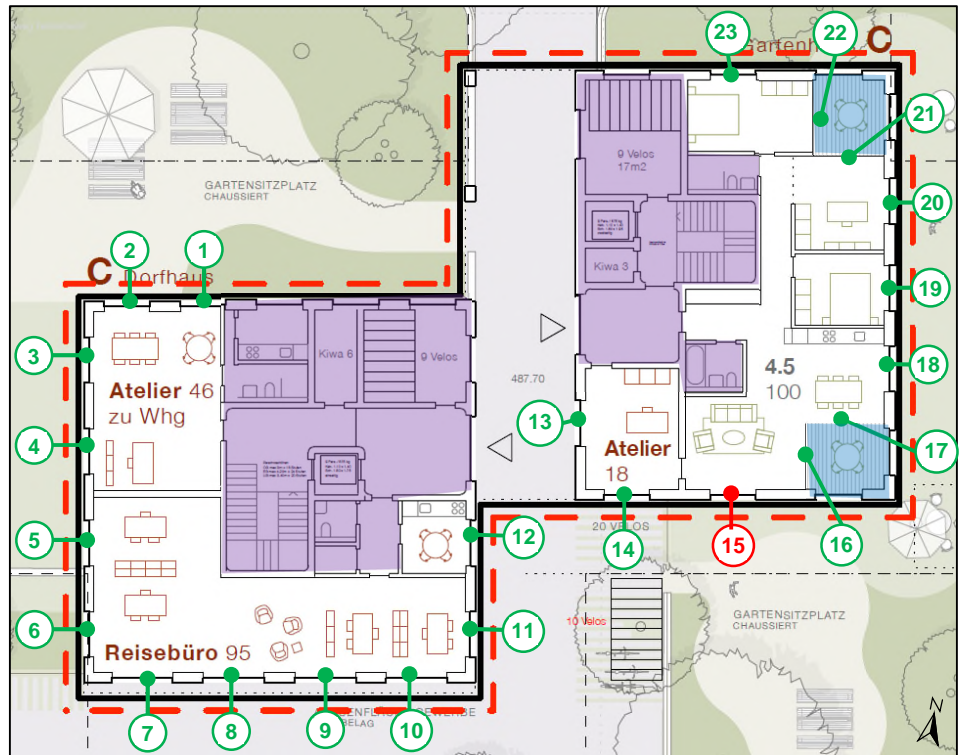 23
22
Gartenh C
21
9 Velos
17m2
GARTENSITZPLATZ
CHAUSSIERT
20
2
1
C Dorfhaus
Kiwa 3
19
3
Kiwa 6
9 Velos
18
Atelier 46
zu Whg
487.70
4.5
100
13
17
4
Atelier
18
20 VELOS
5
12
14
15
16
GARTENSITZPLATZ
CHAUSSIERT
10 Velos
6
11
Reisebüro 95
7
8
9
10
BELAG
N